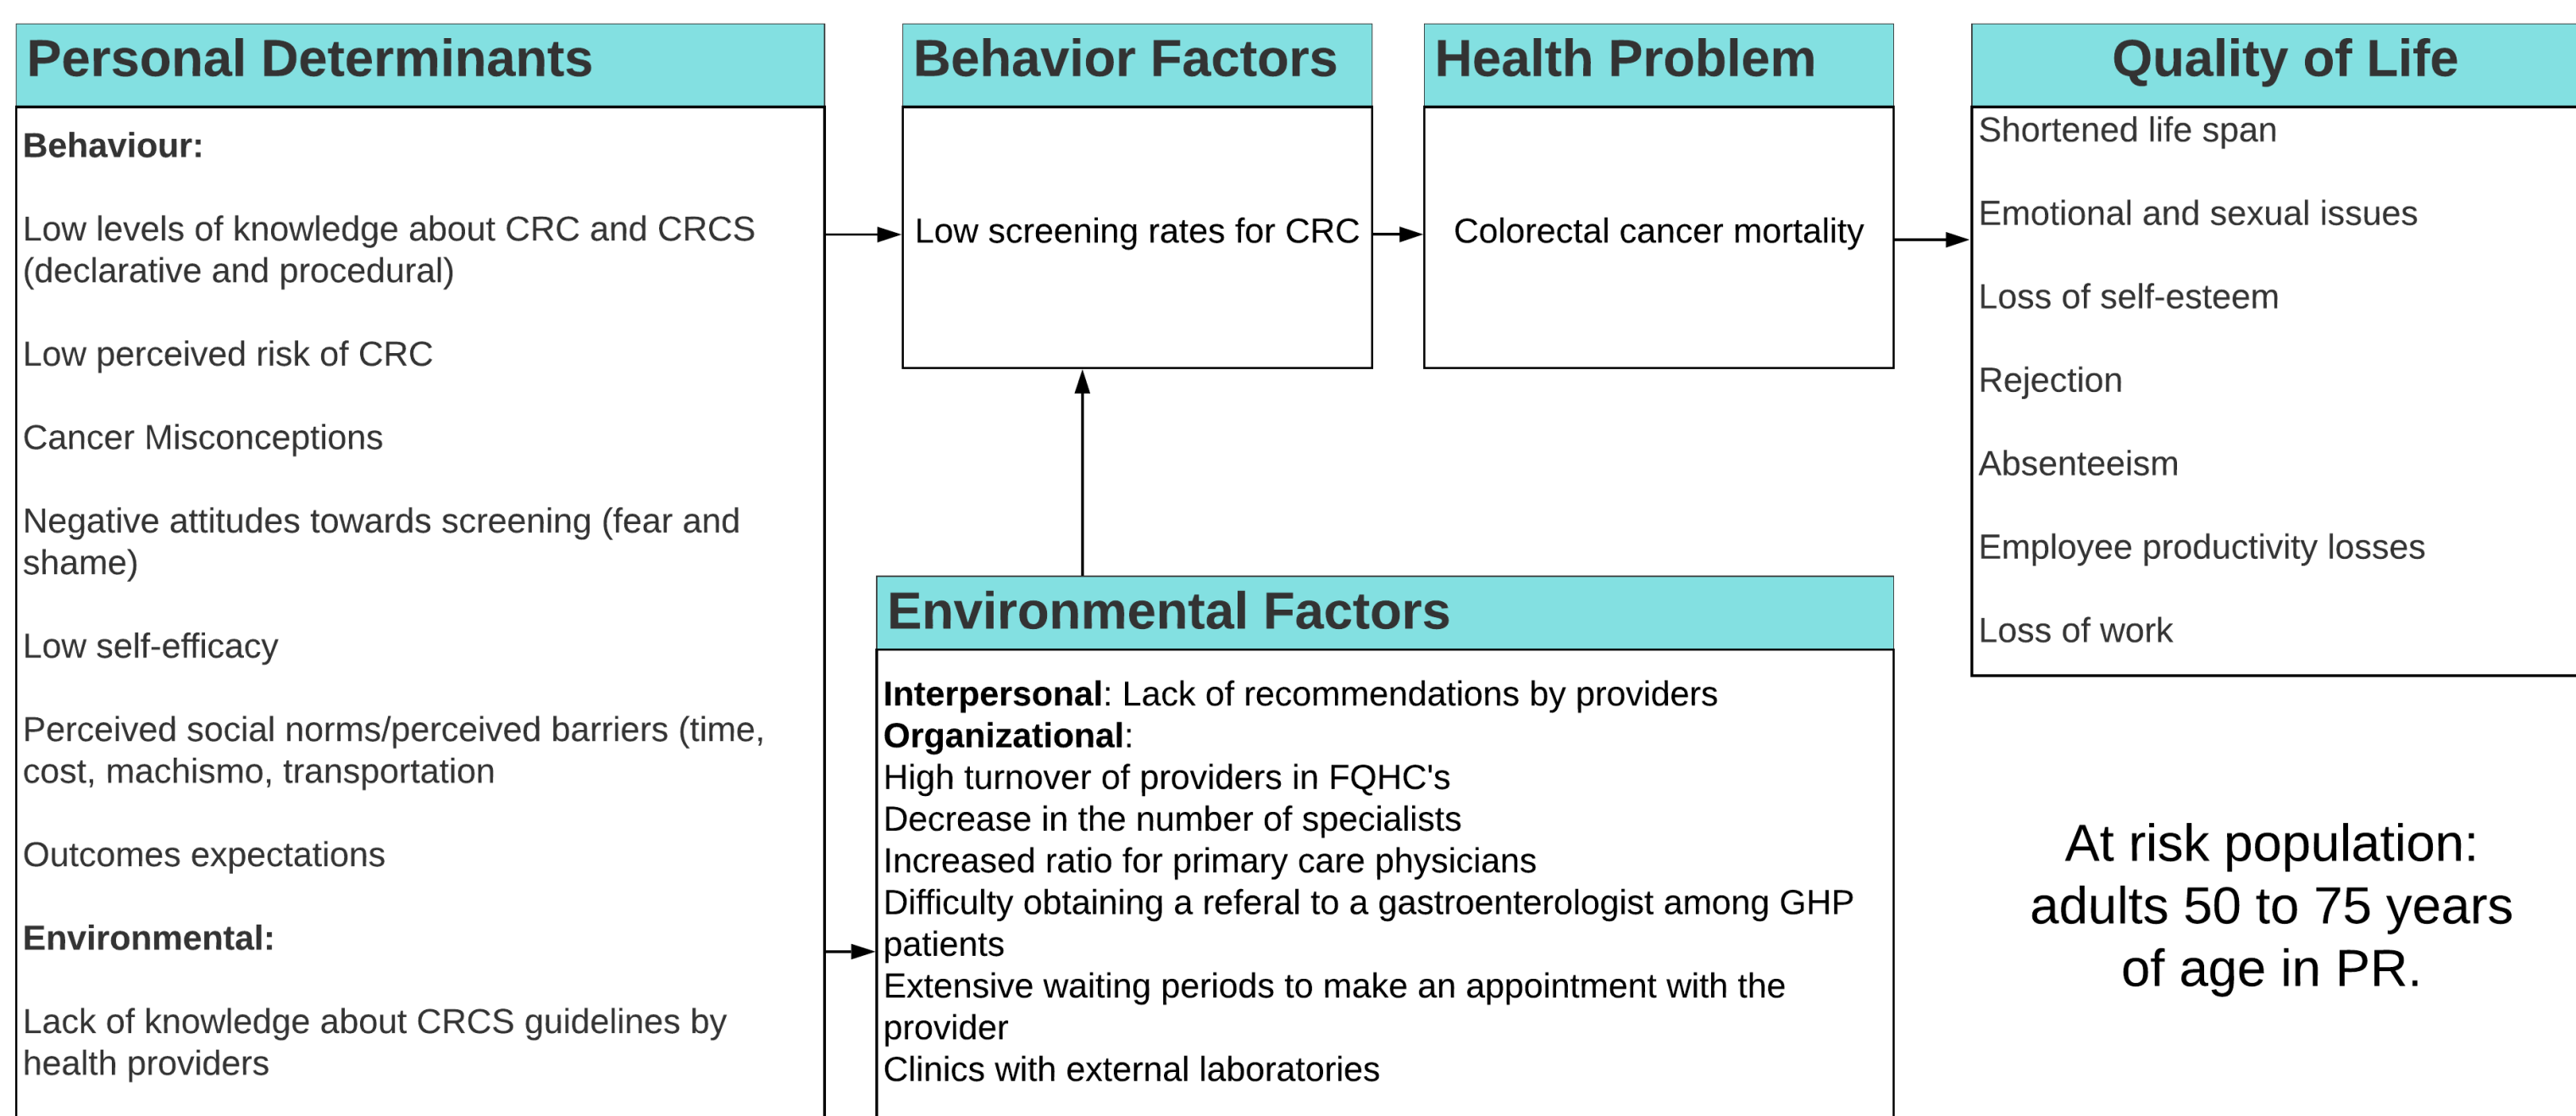 Personal Determinants
Behaviour:
Low levels of knowledge about CRC and CRCS
(declarative and procedural)
Low perceived risk of CRC
Cancer Misconceptions
Negative attitudes towards screening (fear and
shame)
Low self-efficacy
Perceived social norms/perceived barriers (time,
cost, machismo, transportation
Outcomes expectations
Environmental:
Lack of knowledge about CRCS guidelines by
health providers
Behavior Factors
Low screening rates for CRC
Health Problem
Colorectal cancer mortality
Environmental Factors
Interpersonal: Lack of recommendations by providers
Organizational:
High turnover of providers in FQHC's
Decrease in the number of specialists
Increased ratio for primary care physicians
Difficulty obtaining a referal to a gastroenterologist among GHP
patients
Extensive waiting periods to make an appointment with the
provider
Clinics with external laboratories
Quality of Life
Shortened life span
Emotional and sexual issues
Loss of self-esteem
Rejection
Absenteeism
Employee productivity losses
Loss of work
At risk population:
adults 50 to 75 years
of age in PR.